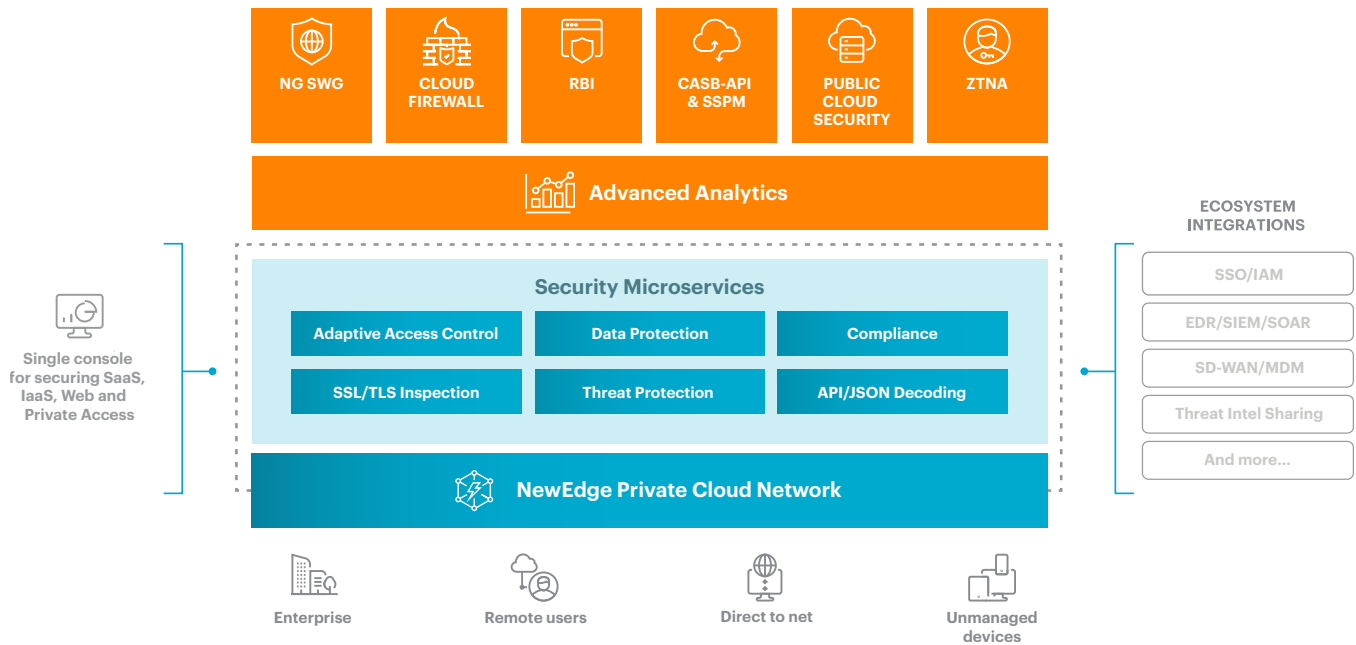 NG SWG
CLOUD
FIREWALL
RBI
CASB-API
& SSPM
PUBLIC
CLOUD
SECURITY
ZTNA
Advanced Analytics
Single console
for securing SaaS,
IaaS, Web and
Private Access
Security Microservices
Adaptive Access Control
Data Protection
Compliance
SSL/TLS Inspection
Threat Protection
API/JSON Decoding
NewEdge Private Cloud Network
ECOSYSTEM
INTEGRATIONS
SSO/IAM
EDR/SIEM/SOAR
SD-WAN/MDM
Threat Intel Sharing
And more...
Enterprise
Remote users
Direct to net
Unmanaged
devices